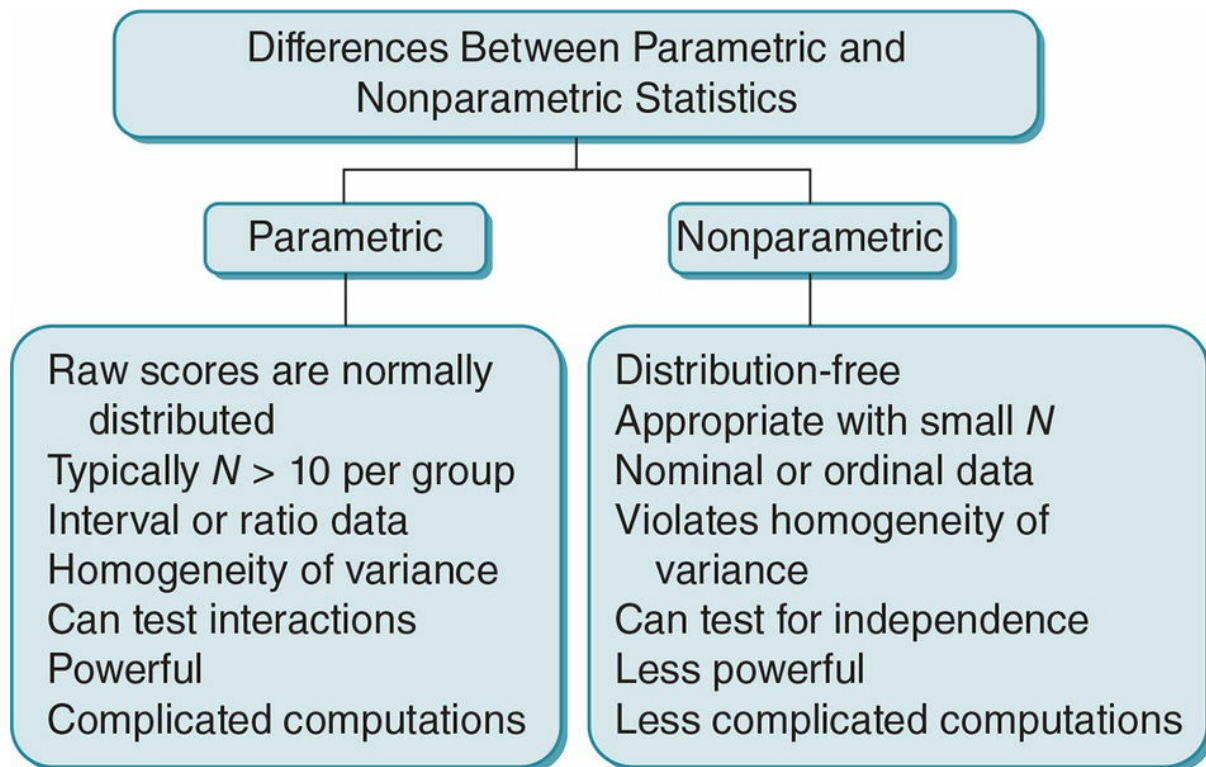 Differences Between Parametric and
Nonparametric Statistics
Parametric
Nonparametric
Raw scores are normally
distributed
Typically N > 10 per group
Interval or ratio data
Homogeneity of variance
Can test interactions
Powerful
Complicated computations
Distribution-free
Appropriate with small N
Nominal or ordinal data
Violates homogeneity of
variance
Can test for independence
Less powerful
Less complicated computations